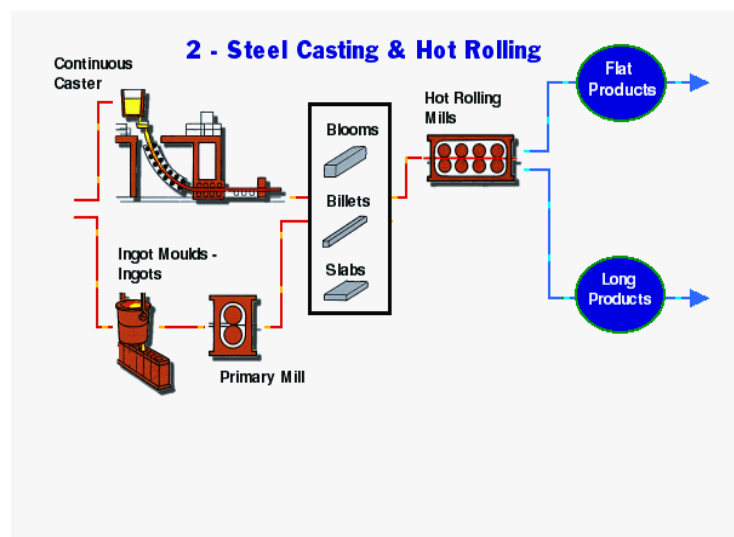 2 - Steel Casting & Hot Rolling
Continuous
Caster
Hot Rolling
Mills
Flat
Products
Blooms
Billets
Slabs
Ingot Moulds -
Ingots
Primary Mill
Long
Products